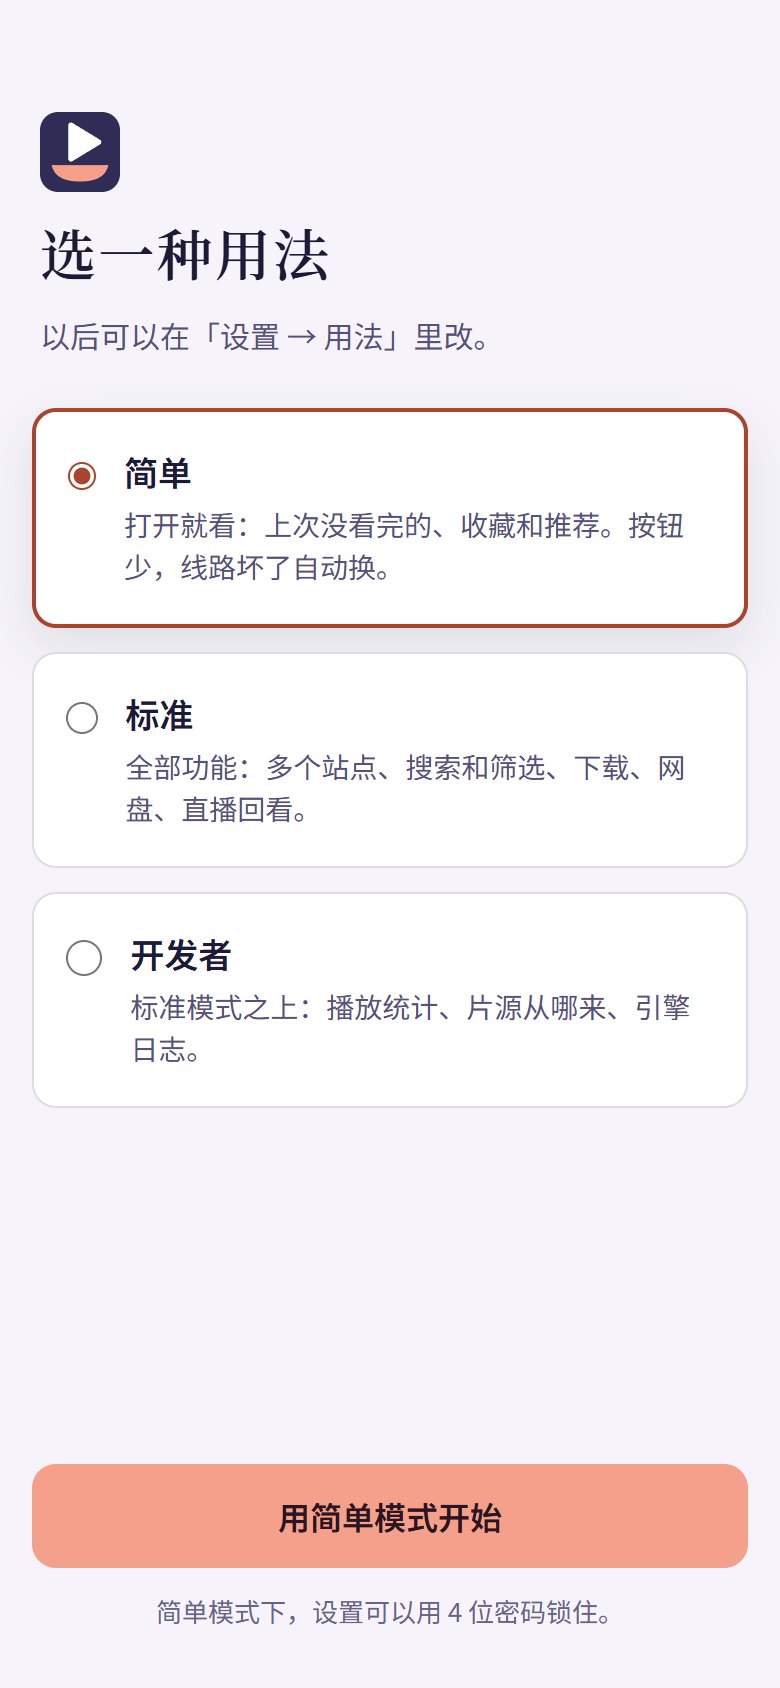 选一种用法
以后可以在「设置 → 用法」里改。
简单
打开就看：上次没看完的、收藏和推荐。按钮
少，线路坏了自动换。
标准
全部功能：多个站点、搜索和筛选、下载、网
盘、直播回看。
开发者
标准模式之上：播放统计、片源从哪来、引擎
日志。
用简单模式开始
简单模式下，设置可以用 4 位密码锁住。